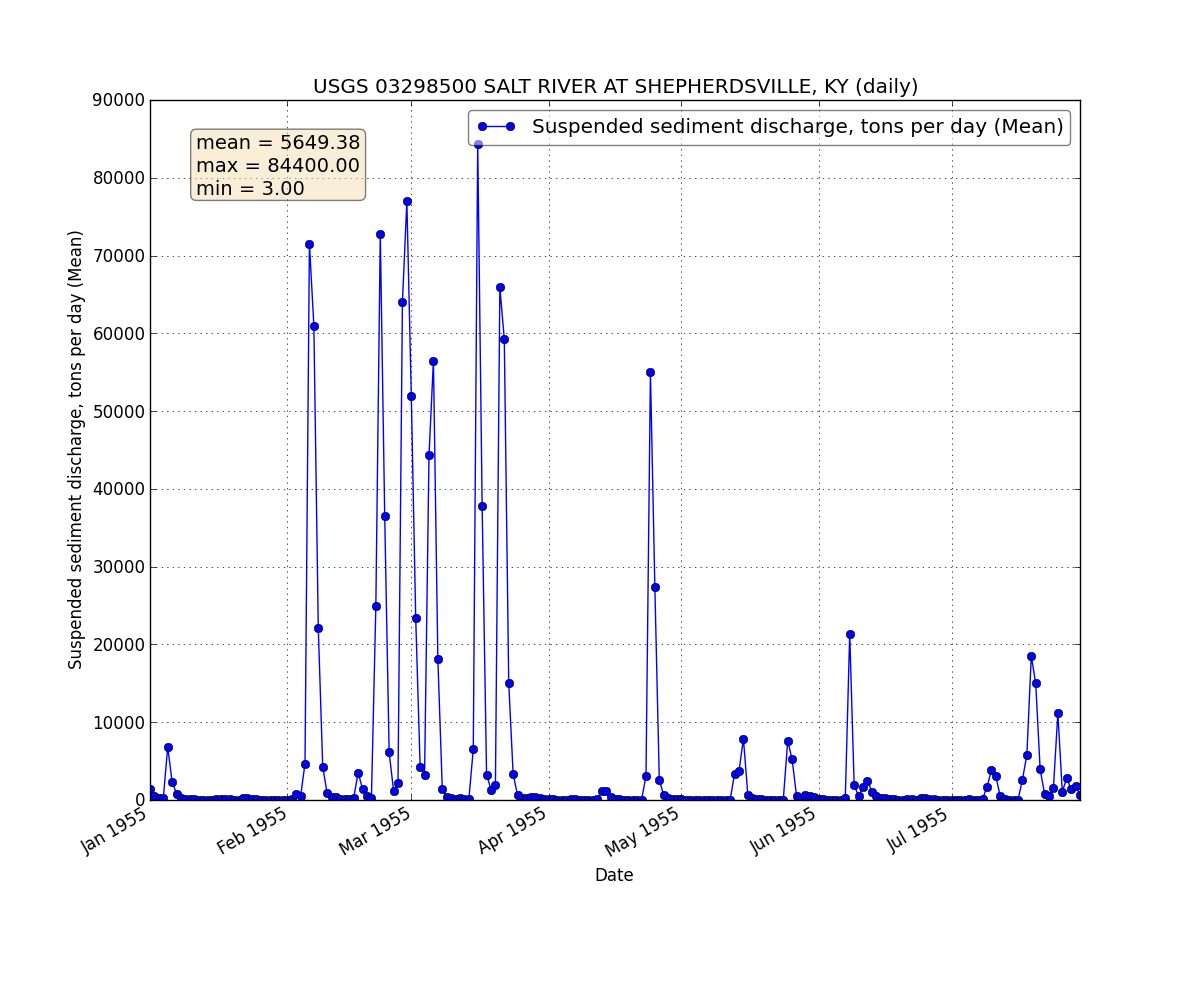 USGS 03298500 SALT RIVER AT SHEPHERDSVILLE, KY (daily)
Suspended sediment discharge, tons per day (Mean)
mean = 5649.38
max = 84400.00
min = 3.00
Suspended sediment discharge, tons per day (Mean)
90000
80000
70000
60000
50000
40000
30000
20000
10000
0
Jan 1955
Feb 1955
Mar 1955
Apr 1955
May 1955
Jun 1955
Jul 1955
Date